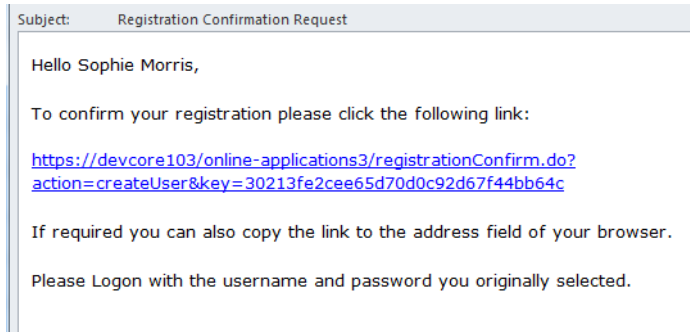 Subject: Registration Confirmation Request
Hello Sophie Morris,
To confirm your registration please click the following link:
https://devcore103/online-applications3/registrationConfirm.do?
action=createUser&key=30213fe2cee65d70d0c92d67f44bb64c
If required you can also copy the link to the address field of your browser.
Please Logon with the username and password you originally selected.